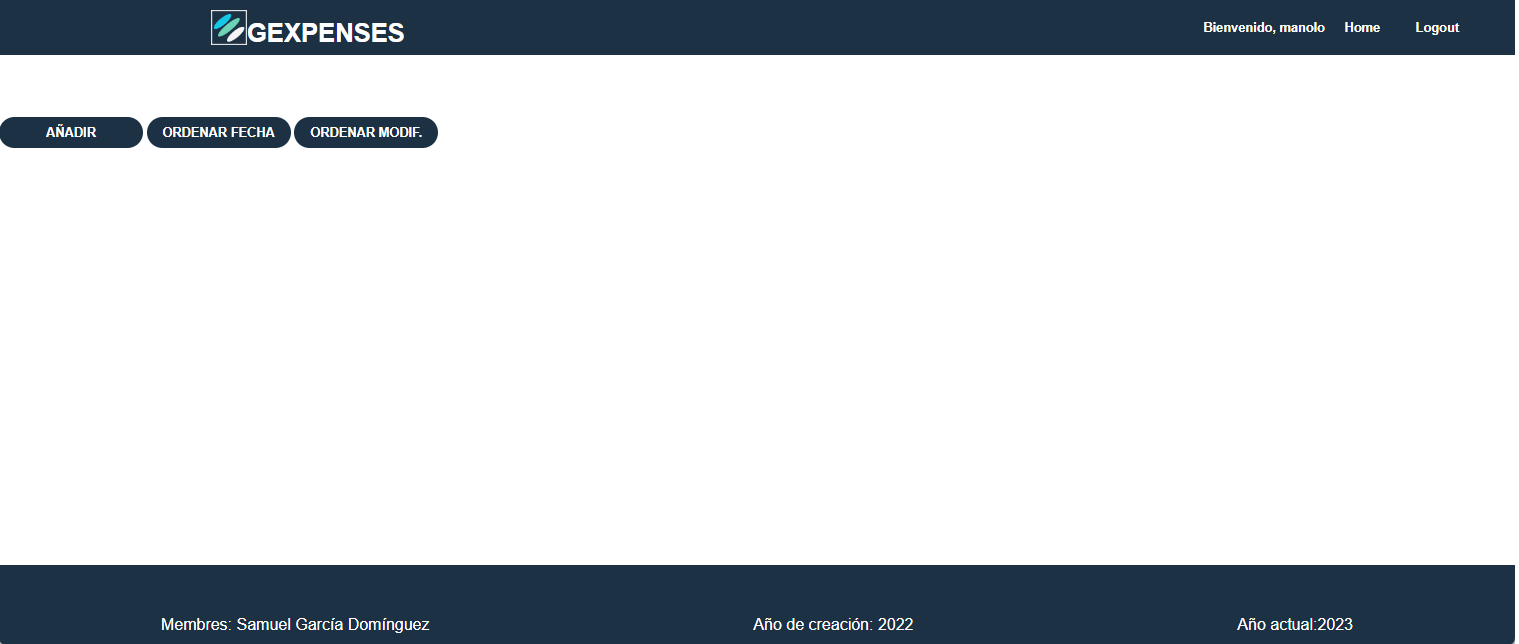 GEXPENSES Bienvenido, manolo Home Logout
AÑADIR ORDENAR FECHA ORDENAR MODIF.
Membres: Samuel García Domínguez Año de creación: 2022 Año actual:2023